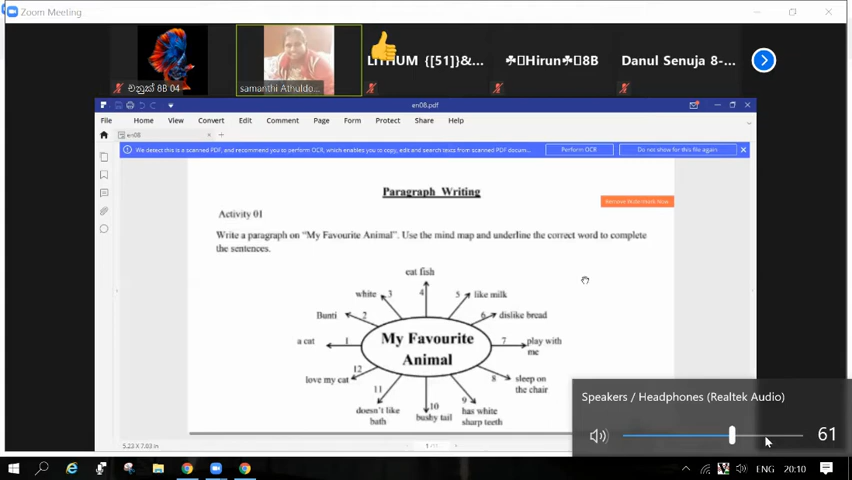 Zoom Meeting
චනුක් 8B 04
samanthi Athuldo...
LITHUM {[51]}&...
☘Hirun☘8B
Danul Senuja 8-...
en08.pdf
File Home View Convert Edit Comment Page Form Protect Share Help
en08
We detect this is a scanned PDF, and recommend you to perform OCR, which enables you to copy, edit and search texts from scanned PDF docum...
Perform OCR
Do not show for this file again
Paragraph Writing
Activity 01
Write a paragraph on "My Favourite Animal". Use the mind map and underline the correct word to complete
the sentences.
eat fish
white 3 4 5 like milk
Bunti 2 6 dislike bread
a cat 1 My Favourite 7 play with
Animal me
12 8 sleep on
love my cat the chair
11 10 9 has white
doesn't like bushy tail sharp teeth
bath
5.23 X 7.03 in
Speakers / Headphones (Realtek Audio)
61
ENG 20:10